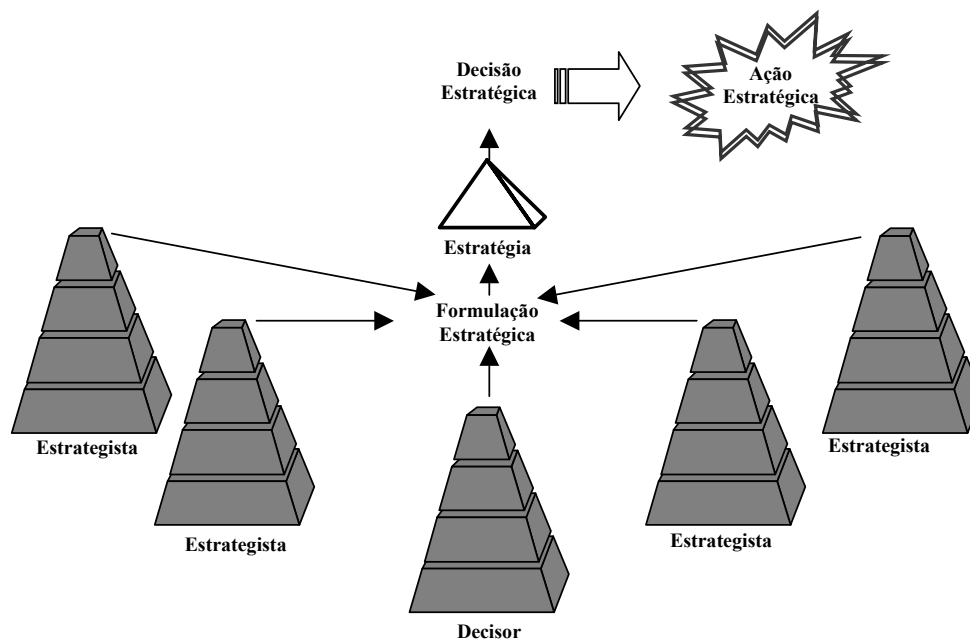 Decisão
Estratégica
Ação
Estratégica
Estratégia
Formulação
Estratégica
Estrategista
Estrategista
Estrategista
Estrategista
Decisor